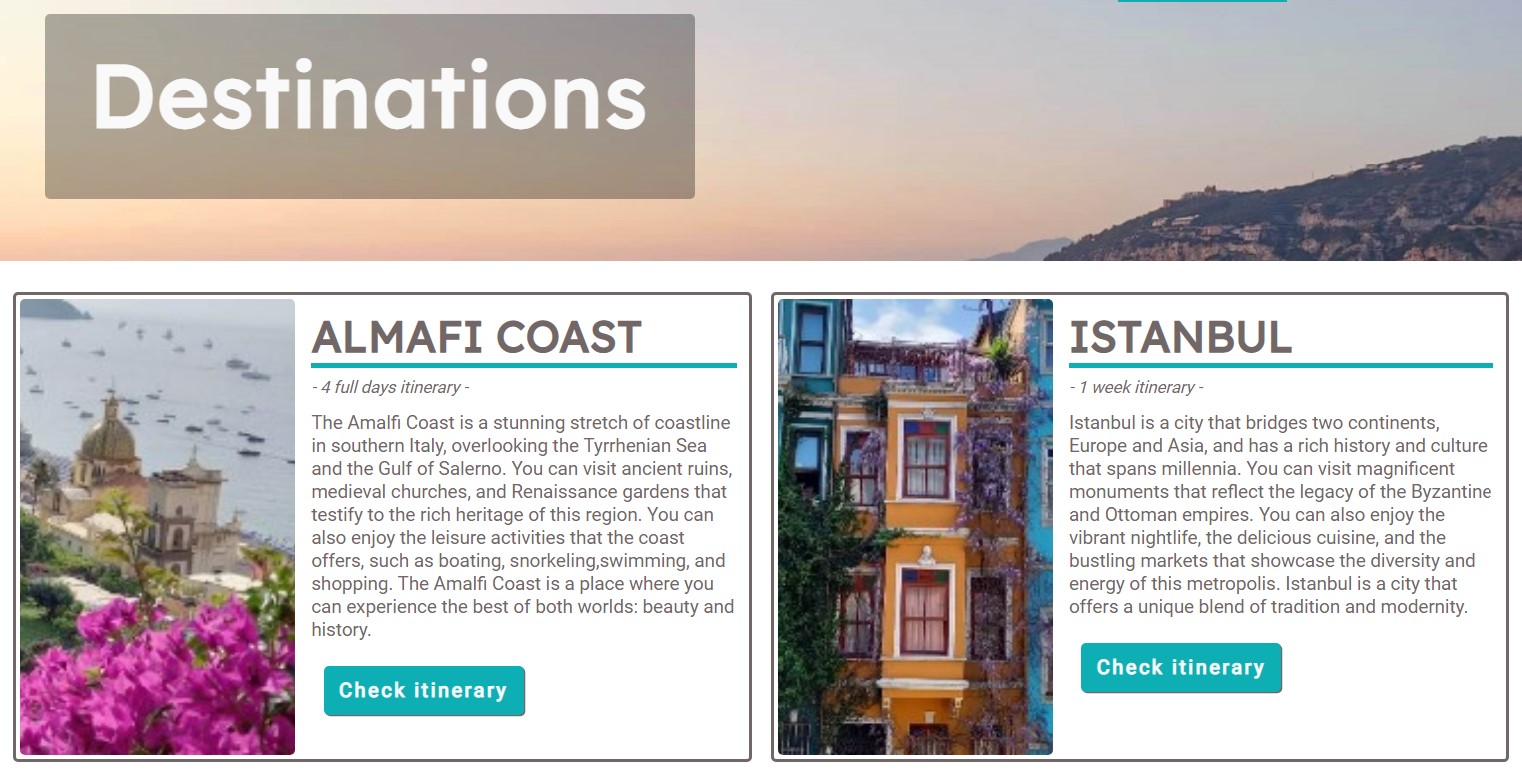 Destinations
ALMAFI COAST
- 4 full days itinerary -
The Amalfi Coast is a stunning stretch of coastline
in southern Italy, overlooking the Tyrrhenian Sea
and the Gulf of Salerno. You can visit ancient ruins,
medieval churches, and Renaissance gardens that
testify to the rich heritage of this region. You can
also enjoy the leisure activities that the coast
offers, such as boating, snorkeling,swimming, and
shopping. The Amalfi Coast is a place where you
can experience the best of both worlds: beauty and
history.
Check itinerary
ISTANBUL
- 1 week itinerary -
Istanbul is a city that bridges two continents,
Europe and Asia, and has a rich history and culture
that spans millennia. You can visit magnificent
monuments that reflect the legacy of the Byzantine
and Ottoman empires. You can also enjoy the
vibrant nightlife, the delicious cuisine, and the
bustling markets that showcase the diversity and
energy of this metropolis. Istanbul is a city that
offers a unique blend of tradition and modernity.
Check itinerary